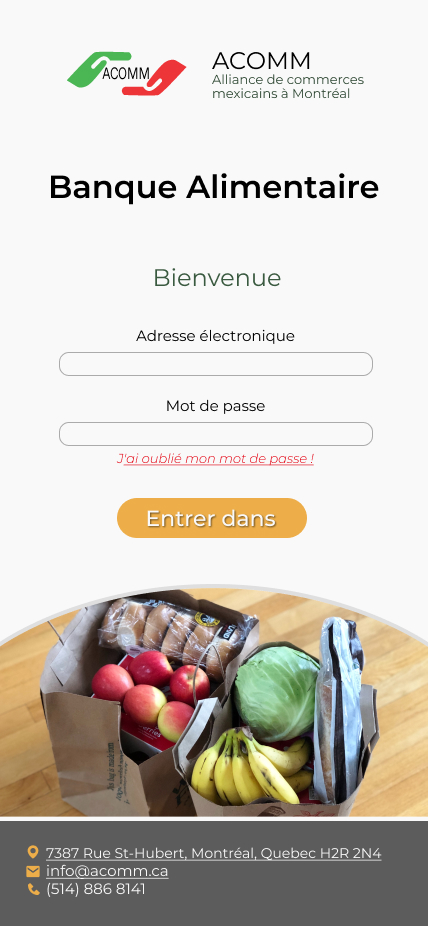 ACOMM
ACOMM
Alliance de commerces
mexicains à Montréal
Banque Alimentaire
Bienvenue
Adresse électronique
Mot de passe
J'ai oublié mon mot de passe !
Entrer dans
7387 Rue St-Hubert, Montréal, Quebec H2R 2N4
info@acomm.ca
(514) 886 8141